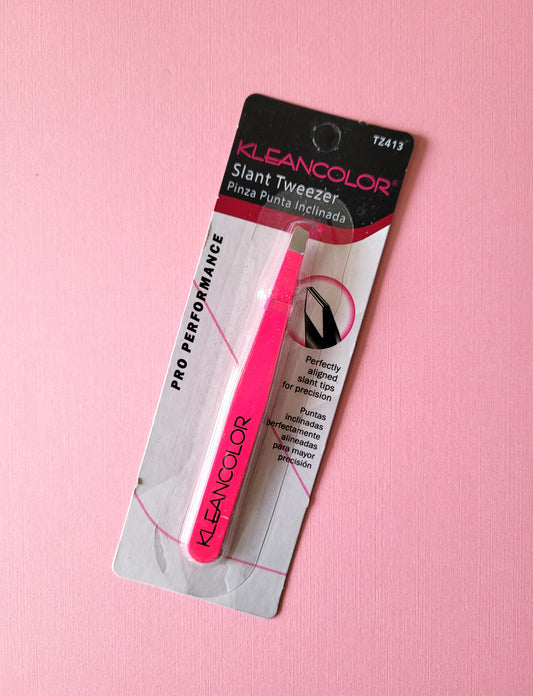 TZ413
KLEANCOLOR®
Slant Tweezer
Pinza Punta Inclinada
PRO PERFORMANCE
Perfectly
aligned
slant tips
for precision
Puntas
inclinadas
perfectamente
alineadas
para mayor
precisión
KLEANCOLOR